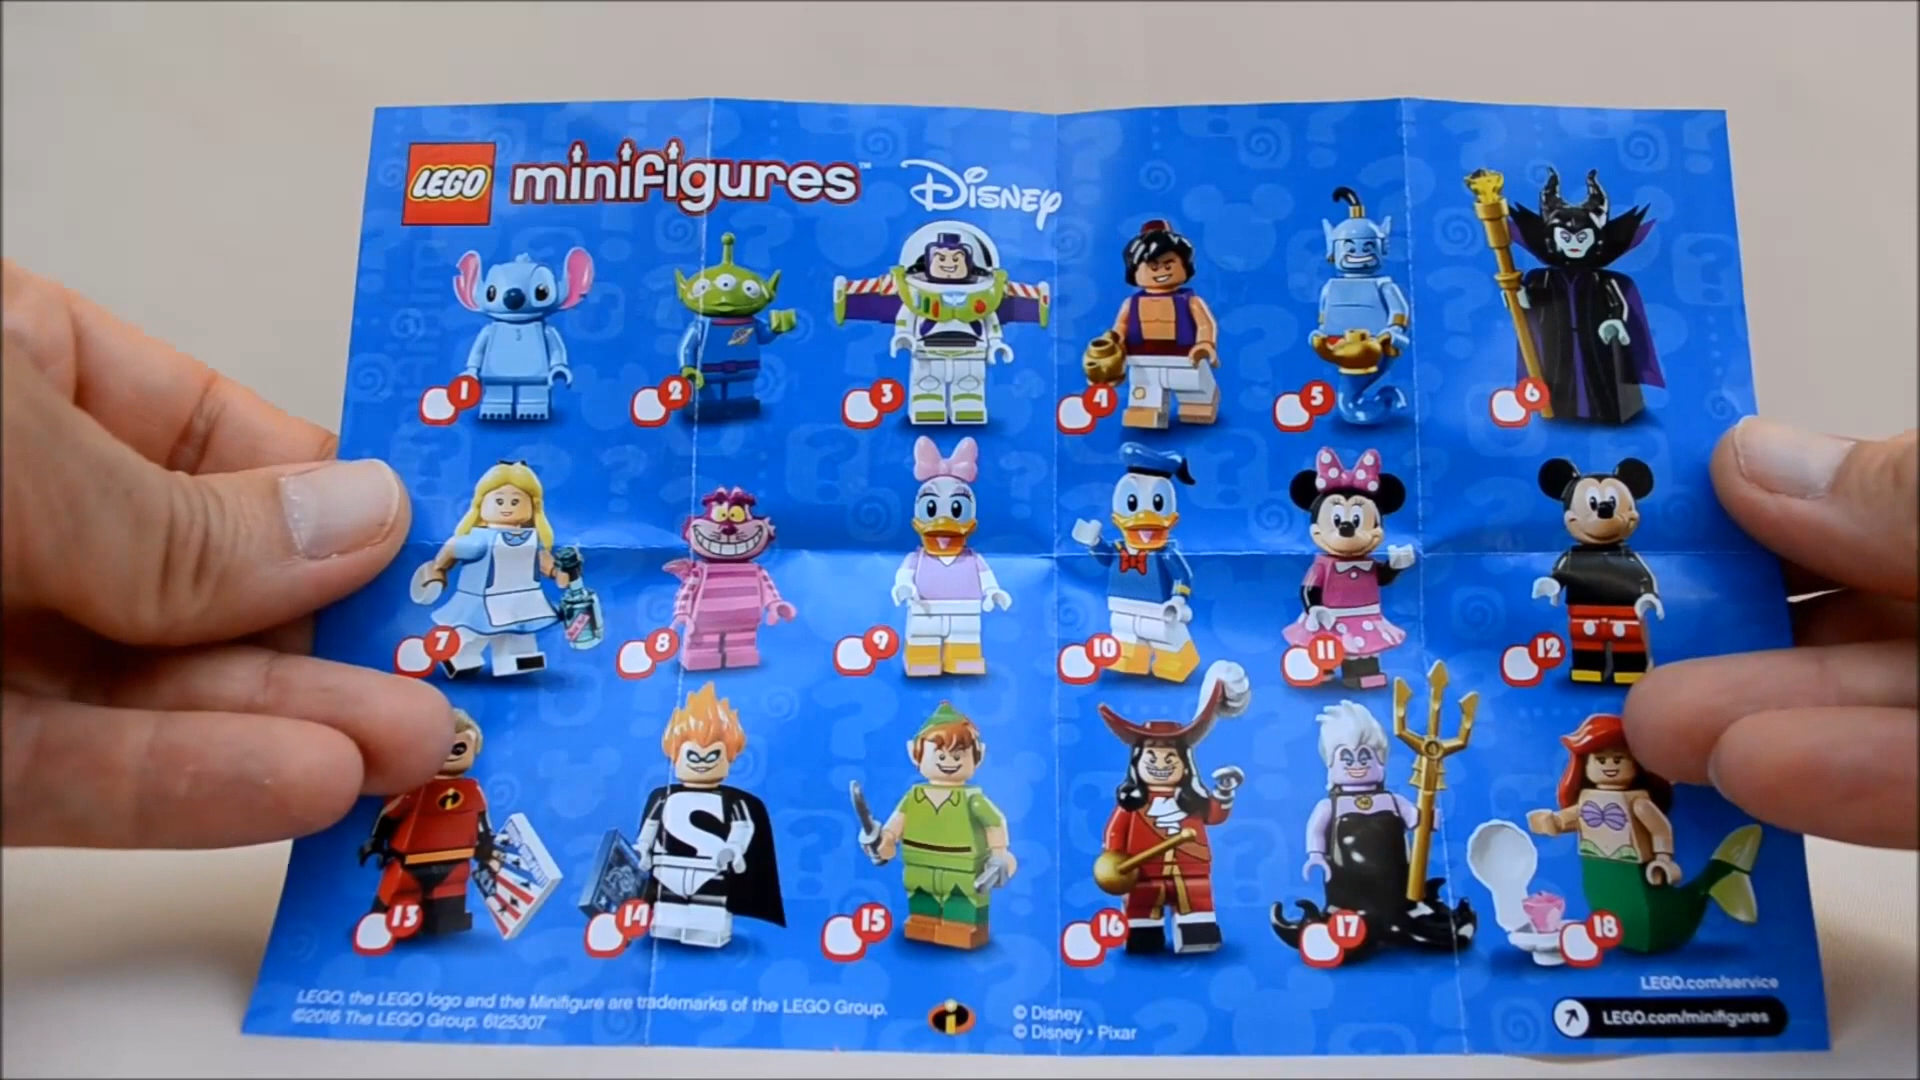 LEGO minifigures™ Disney
1
2
3
4
5
6
7
8
9
10
11
12
13
14
S
15
16
17
18
LEGO, the LEGO logo and the Minifigure are trademarks of the LEGO Group.
©2016 The LEGO Group. 6125307
i
© Disney
© Disney • Pixar
LEGO.com/service
LEGO.com/minifigures